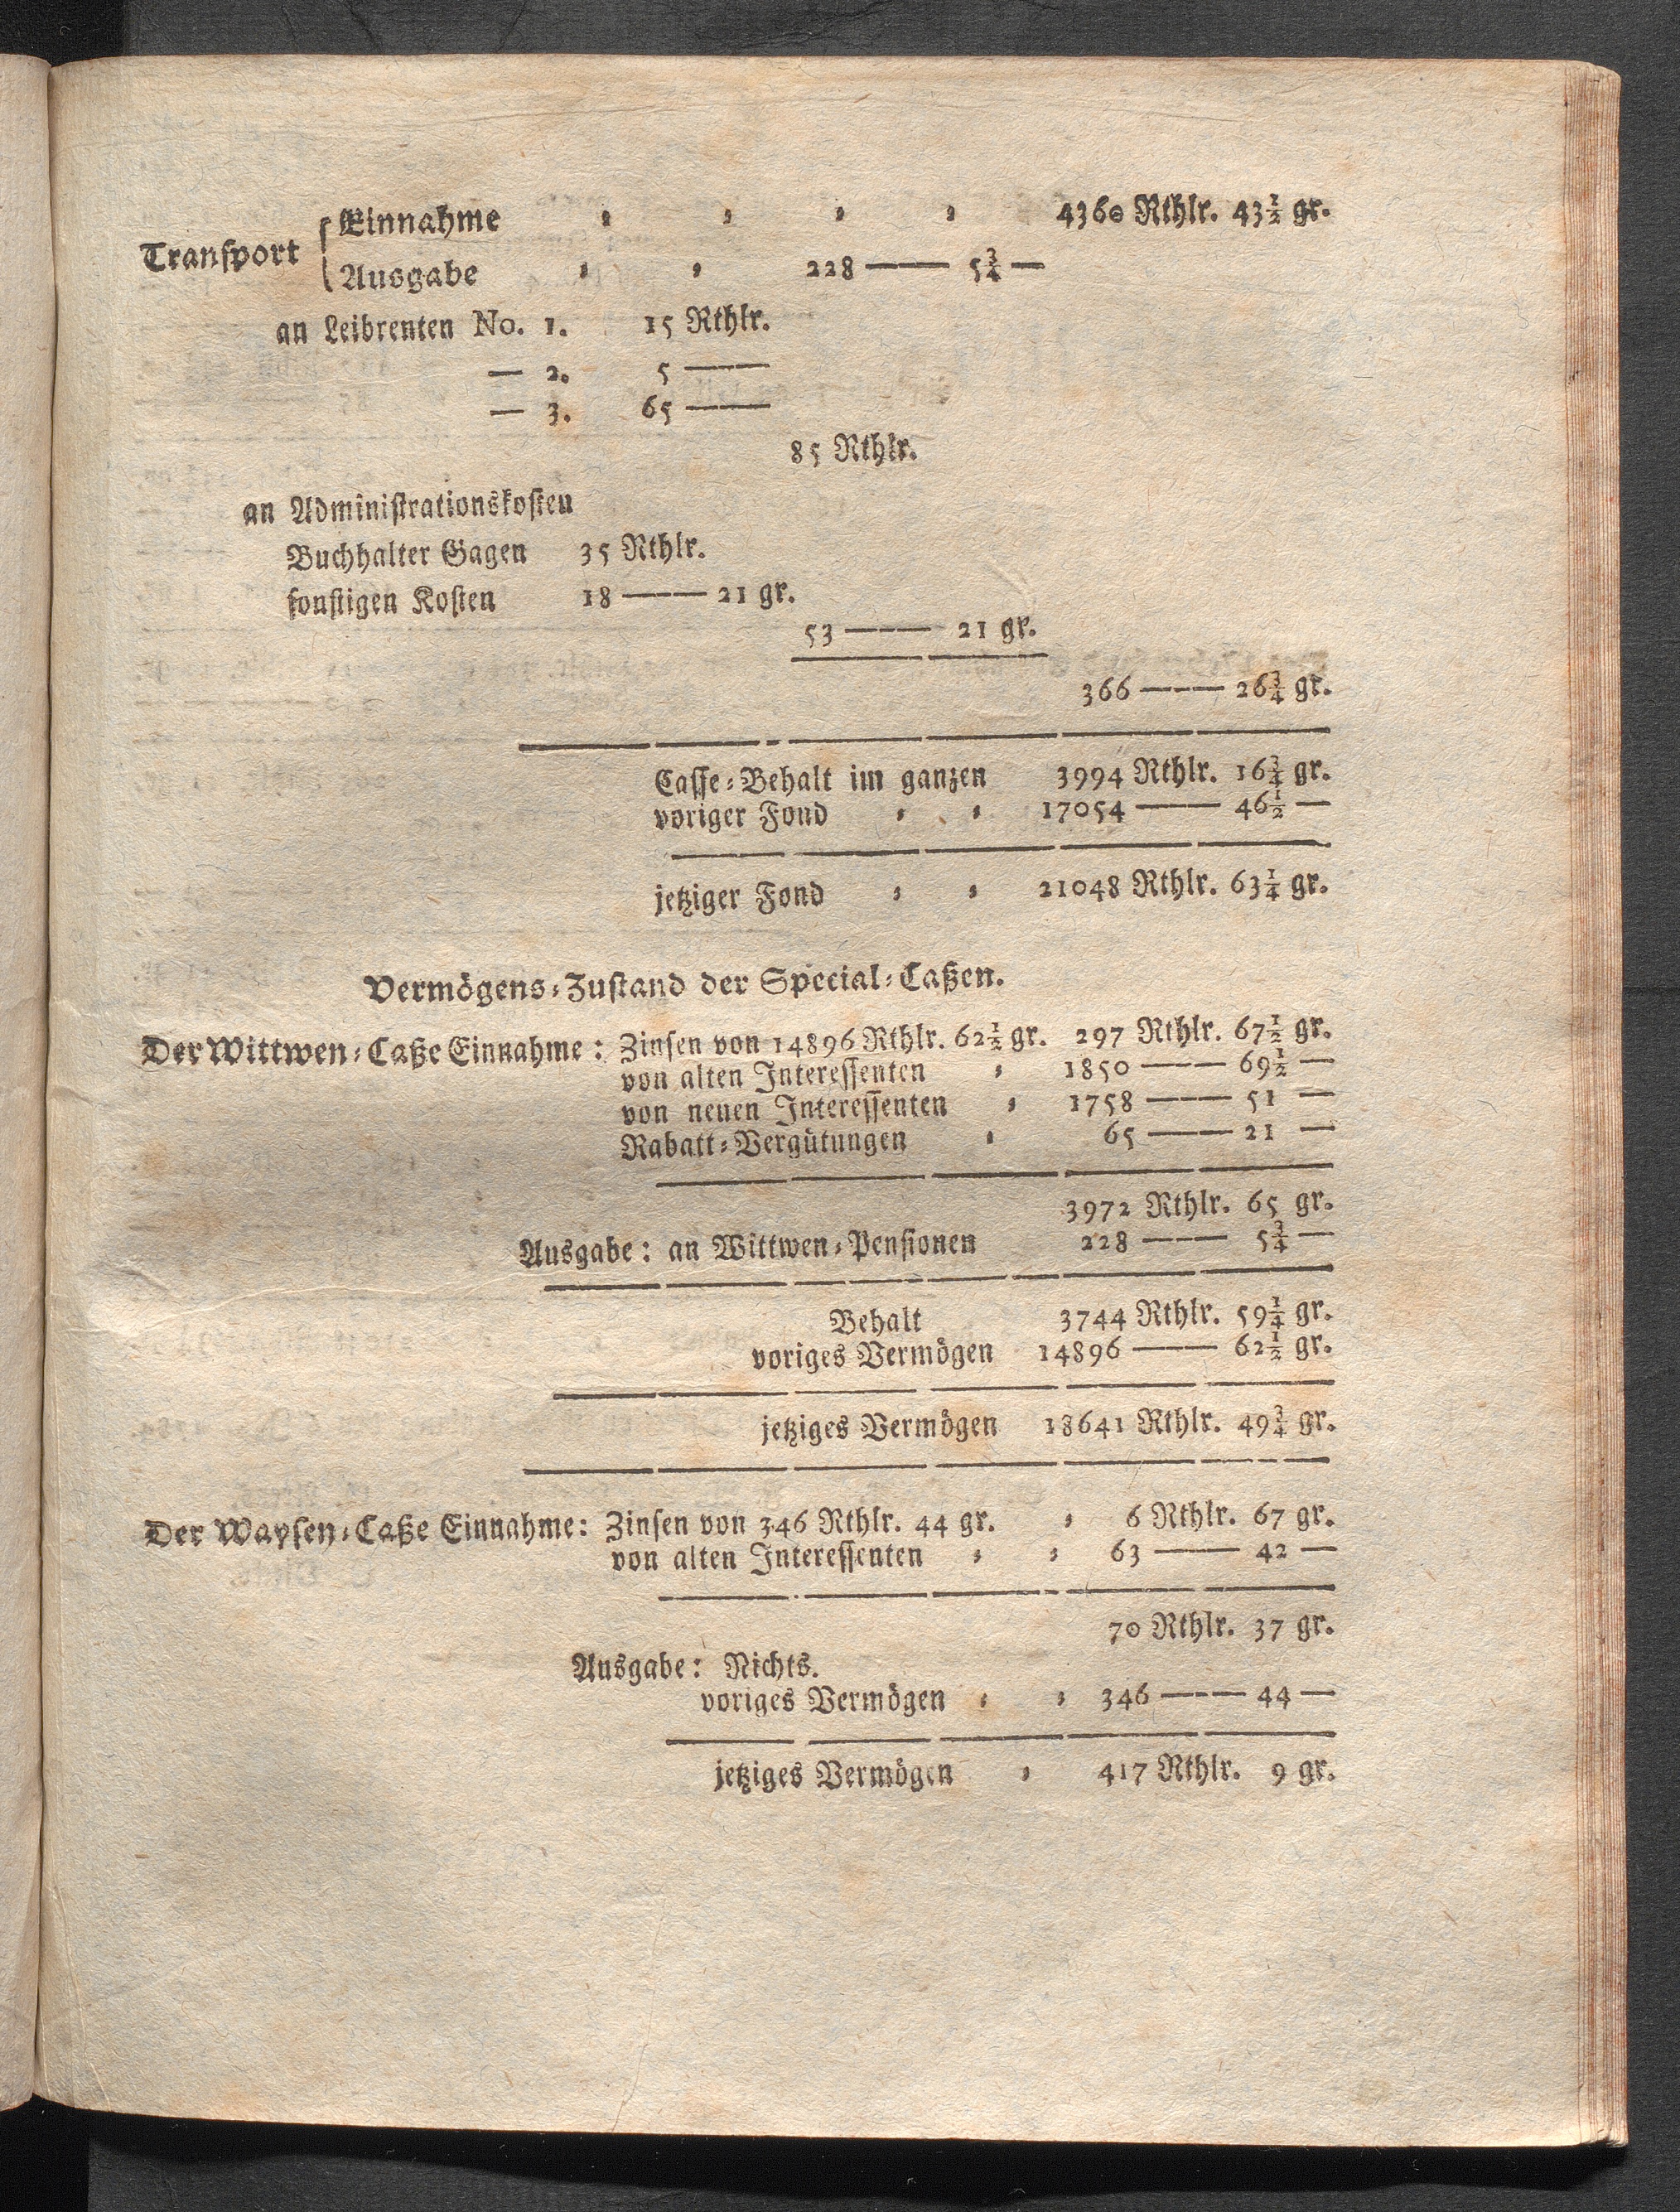 Transport { Einnahme ⸗ ⸗ ⸗ ⸗ 4360 Rthlr. 43½ gr.
Ausgabe ⸗ ⸗ 228 —— 5¾ —
an Leibrenten No. 1. 15 Rthlr.
— 2. 5 ——
— 3. 65 ——
85 Rthlr.
an Administrationskosten
Buchhalter Gagen 35 Rthlr.
sonstigen Kosten 18 —— 21 gr.
53 —— 21 gr.
366 —— 26¾ gr.
Casse⸗Behalt im ganzen 3994 Rthlr. 16¾ gr.
voriger Fond ⸗ ⸗ 17054 —— 46½ —
jetziger Fond ⸗ ⸗ 21048 Rthlr. 63¼ gr.
Vermögens⸗Zustand der Special⸗Caßen.
Der Wittwen⸗Caße Einnahme: Zinsen von 14896 Rthlr. 62½ gr. 297 Rthlr. 67½ gr.
von alten Interessenten ⸗ 1850 —— 69½ —
von neuen Interessenten ⸗ 1758 —— 51 —
Rabatt⸗Vergütungen ⸗ 65 —— 21 —
3972 Rthlr. 65 gr.
Ausgabe: an Wittwen⸗Pensionen 228 —— 5¾ —
Behalt 3744 Rthlr. 59¼ gr.
voriges Vermögen 14896 —— 62½ gr.
jetziges Vermögen 18641 Rthlr. 49¾ gr.
Der Waysen⸗Caße Einnahme: Zinsen von 346 Rthlr. 44 gr. ⸗ 6 Rthlr. 67 gr.
von alten Interessenten ⸗ ⸗ 63 —— 42 —
70 Rthlr. 37 gr.
Ausgabe: Nichts.
voriges Vermögen ⸗ ⸗ 346 —— 44 —
jetziges Vermögen ⸗ 417 Rthlr. 9 gr.